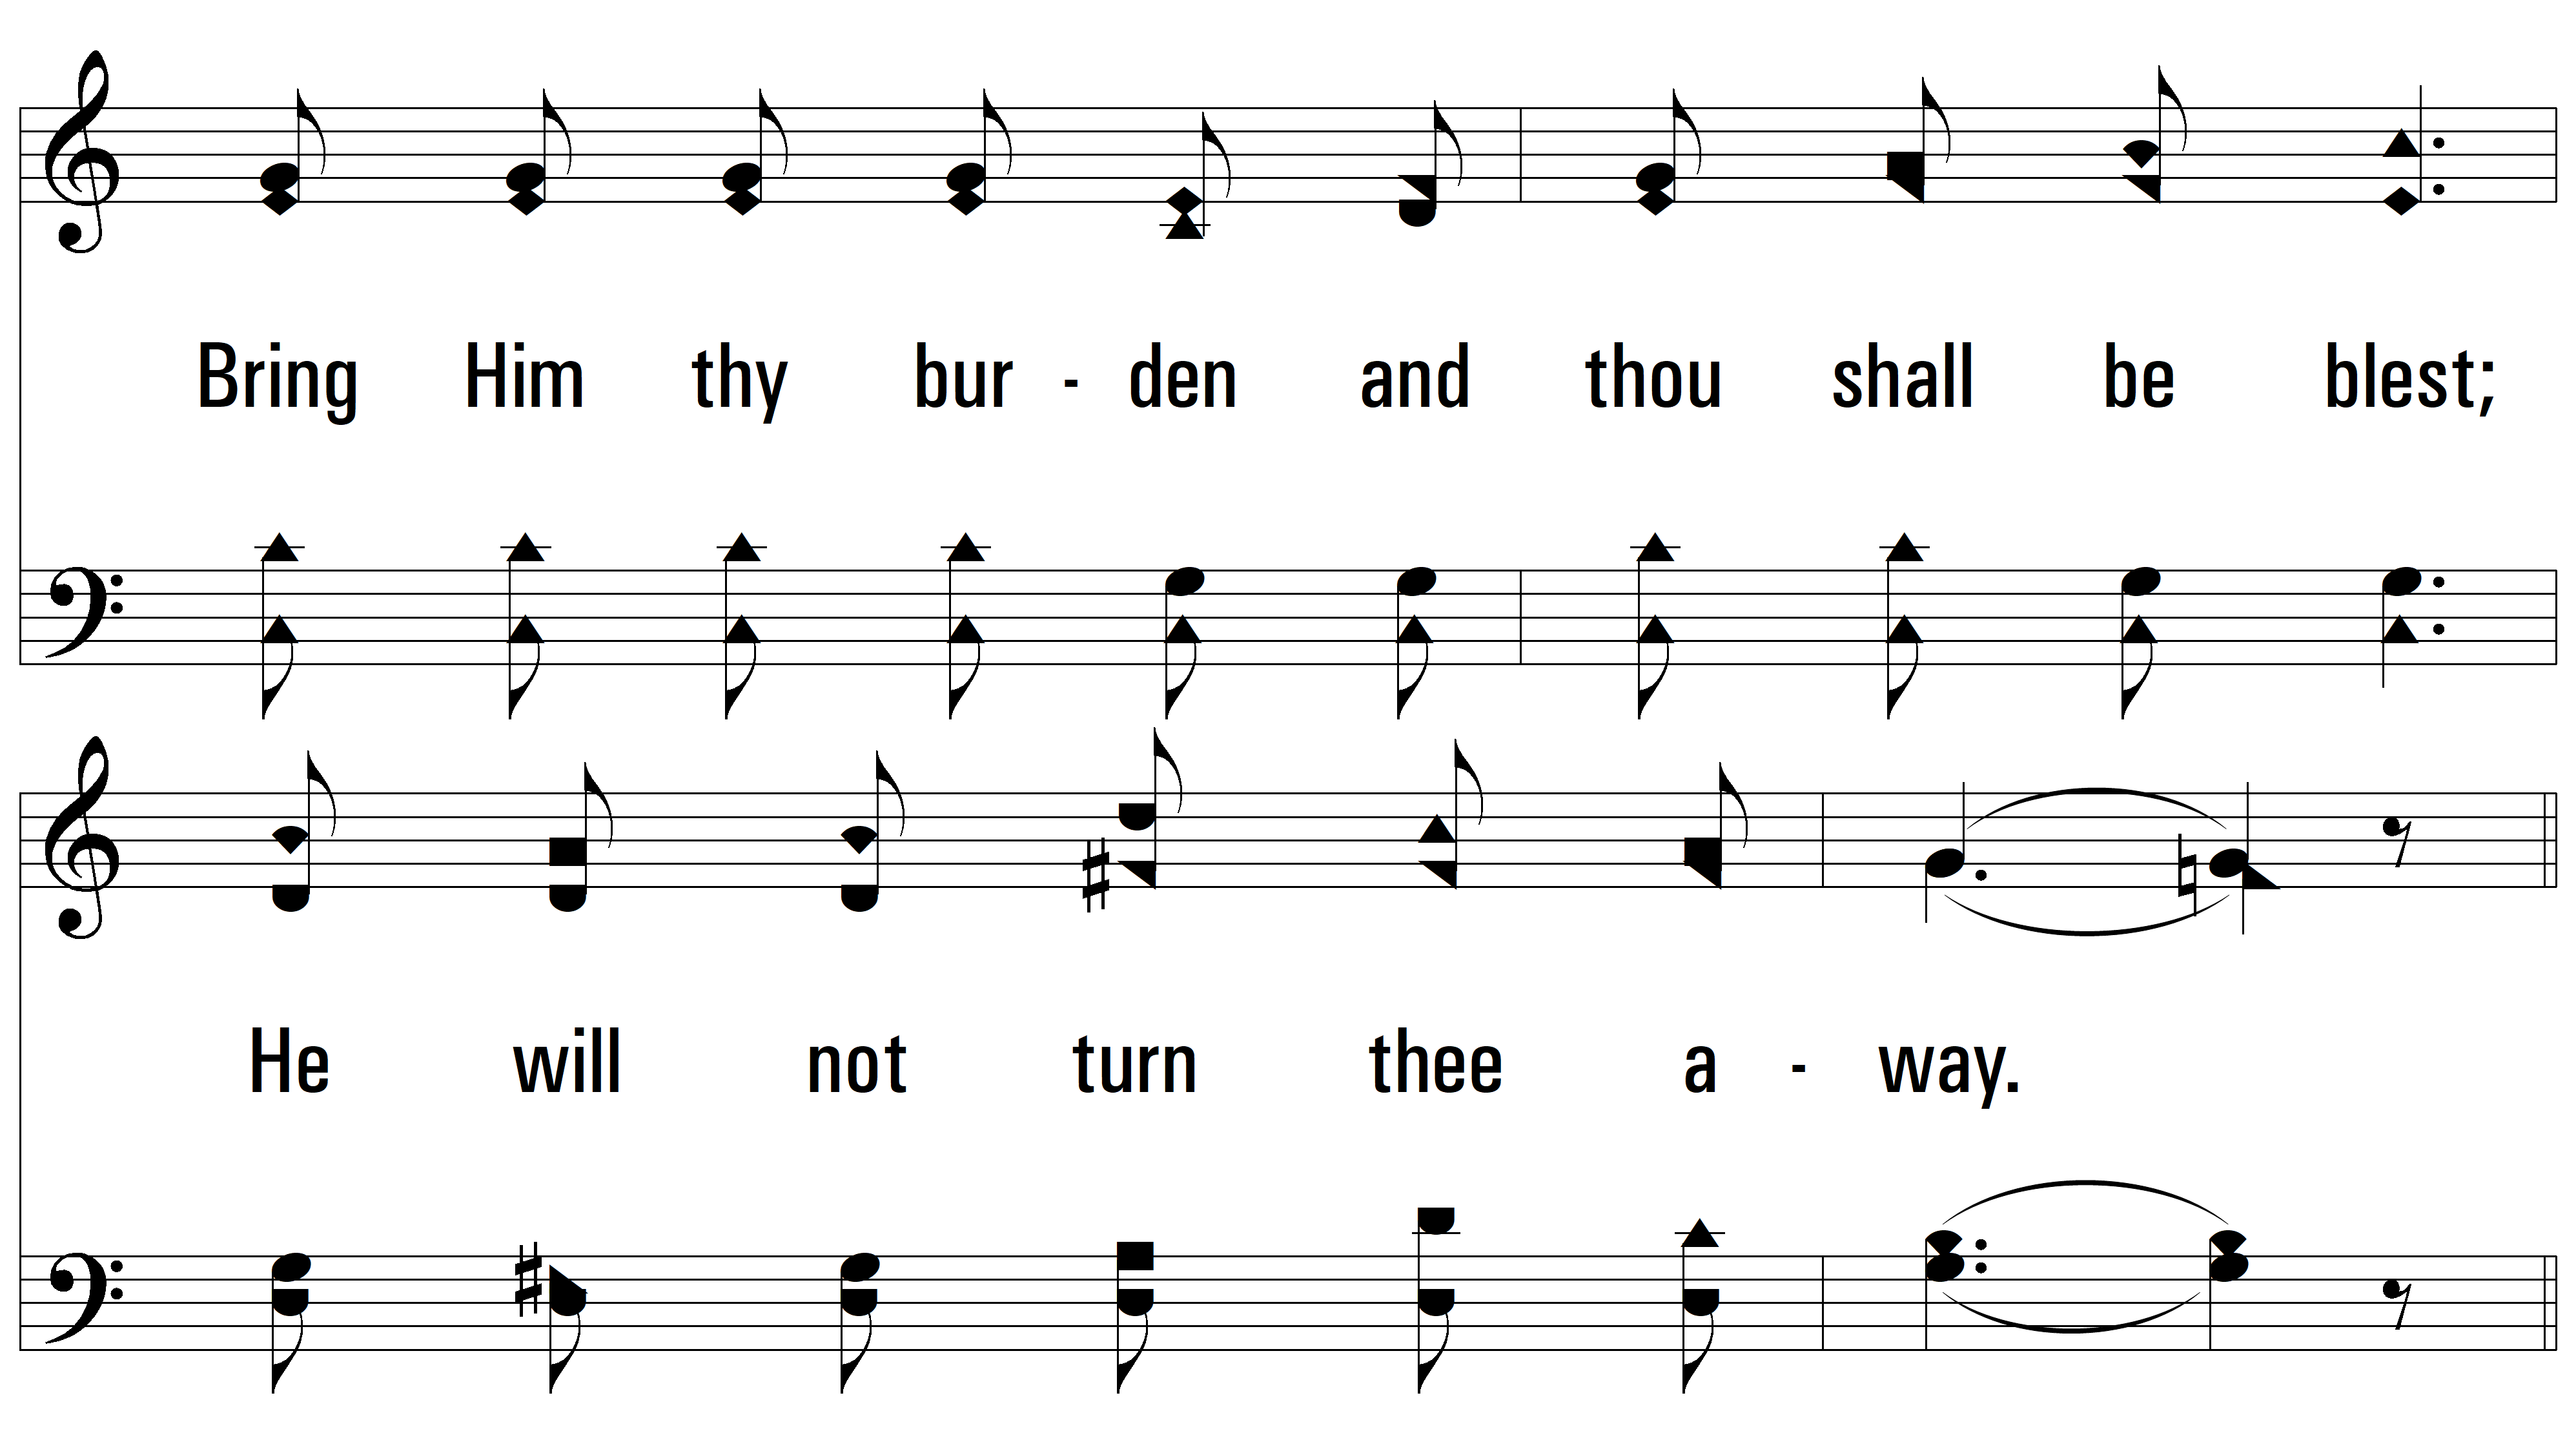 Bring Him thy bur - den and thou shall be blest;
He will not turn thee a - way.